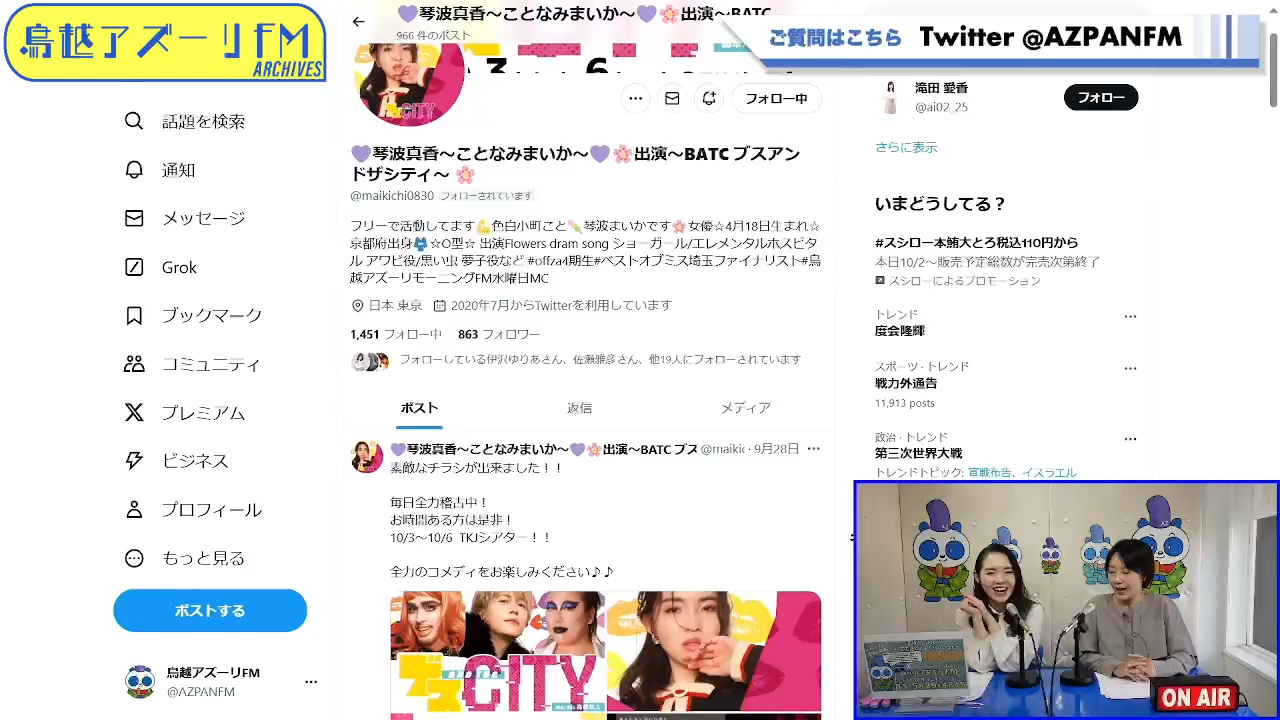 鳥越アズーリFM
ARCHIVES
ご質問はこちら Twitter @AZPANFM
話題を検索
通知
メッセージ
Grok
ブックマーク
コミュニティ
プレミアム
ビジネス
プロフィール
もっと見る
ポストする
鳥越アズーリFM
@AZPANFM
💜琴波真香～ことなみまいか～💜🌸出演～BATC
966 件のポスト
フォロー中
💜琴波真香～ことなみまいか～💜🌸出演～BATC ブスアン
ドザシティ～ 🌸
@maikichi0830 フォローされています
フリーで活動してます💪色白小町こと🍡琴波まいかです🌸女優☆4月18日生まれ☆
京都府出身👘☆O型☆ 出演Flowers dram song ショーガール/エレメンタルホスピタ
ル アワビ役/黒い虫 夢子役など #offza4期生#ベストオブミス埼玉ファイナリスト#鳥
越アズーリモーニングFM水曜日MC
日本 東京 2020年7月からTwitterを利用しています
1,451 フォロー中 863 フォロワー
フォローしている伊沢ゆりあさん、佐瀬雅彦さん、他19人にフォローされています
ポスト 返信 メディア
💜琴波真香～ことなみまいか～💜🌸出演～BATC ブス @maikic · 9月28日
素敵なチラシが出来ました！！
毎日全力稽古中！
お時間ある方は是非！
10/3～10/6 TKJシアター！！
全力のコメディをお楽しみください♪♪
CITY
滝田 愛香
@ai02_25
フォロー
さらに表示
いまどうしてる？
#スシロー本鮪大とろ税込110円から
本日10/2～販売予定総数が完売次第終了
スシローによるプロモーション
トレンド
度会隆輝
スポーツ · トレンド
戦力外通告
11,913 posts
政治 · トレンド
第三次世界大戦
トレンドトピック: 宣戦布告、イスラエル
ON AIR